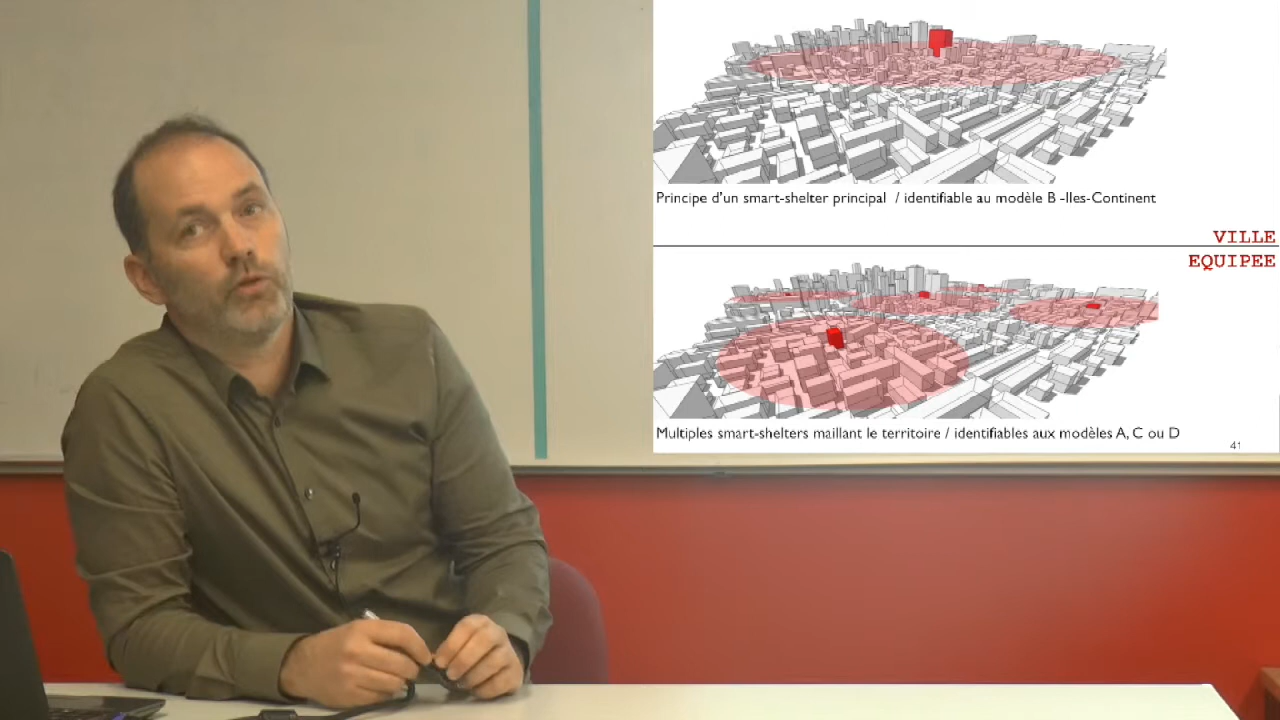 Principe d'un smart-shelter principal / identifiable au modèle B -Iles-Continent
VILLE
EQUIPEE
Multiples smart-shelters maillant le territoire / identifiables aux modèles A, C ou D
41